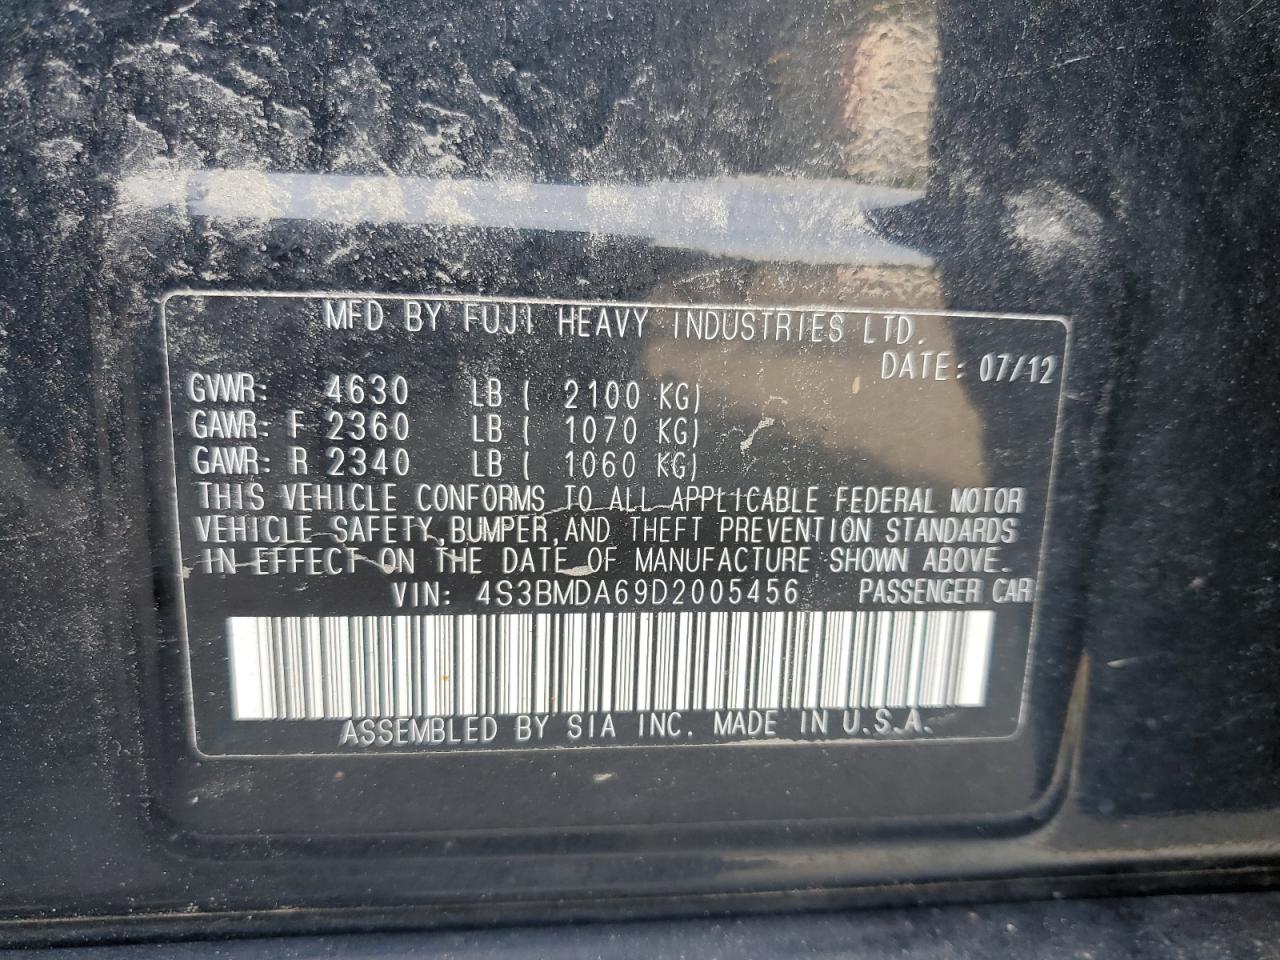 MFD BY FUJI HEAVY INDUSTRIES LTD.
DATE: 07/12
GVWR: 4630 LB ( 2100 KG)
GAWR: F 2360 LB ( 1070 KG)
GAWR: R 2340 LB ( 1060 KG)
THIS VEHICLE CONFORMS TO ALL APPLICABLE FEDERAL MOTOR
VEHICLE SAFETY, BUMPER, AND THEFT PREVENTION STANDARDS
IN EFFECT ON THE DATE OF MANUFACTURE SHOWN ABOVE.
VIN: 4S3BMDA69D2005456 PASSENGER CAR
ASSEMBLED BY SIA INC. MADE IN U.S.A.